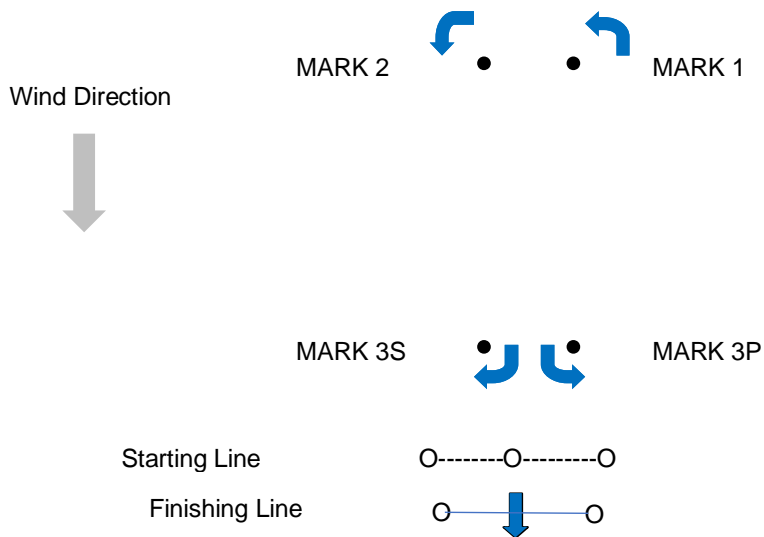 MARK 2 MARK 1
Wind Direction
MARK 3S MARK 3P
Starting Line O--------O---------O
Finishing Line O O